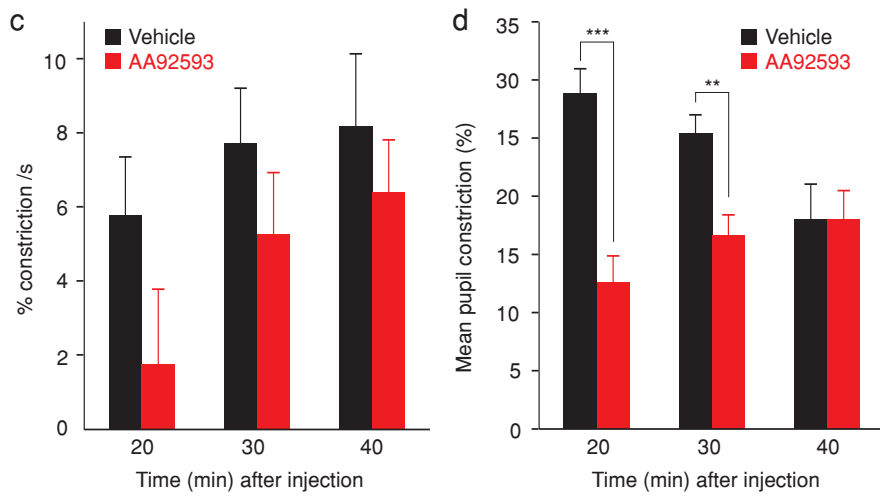 c
Vehicle
AA92593
10
8
6
4
2
0
% constriction /s
20 30 40
Time (min) after injection
d
Vehicle
AA92593
***
**
35
30
15
20
15
10
5
0
Mean pupil constriction (%)
20 30 40
Time (min) after injection